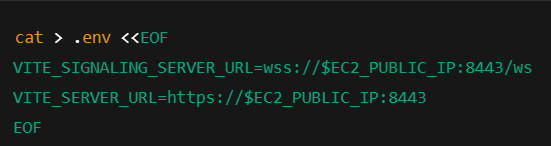 cat > .env <<EOF
VITE_SIGNALING_SERVER_URL=wss://$EC2_PUBLIC_IP:8443/ws
VITE_SERVER_URL=https://$EC2_PUBLIC_IP:8443
EOF